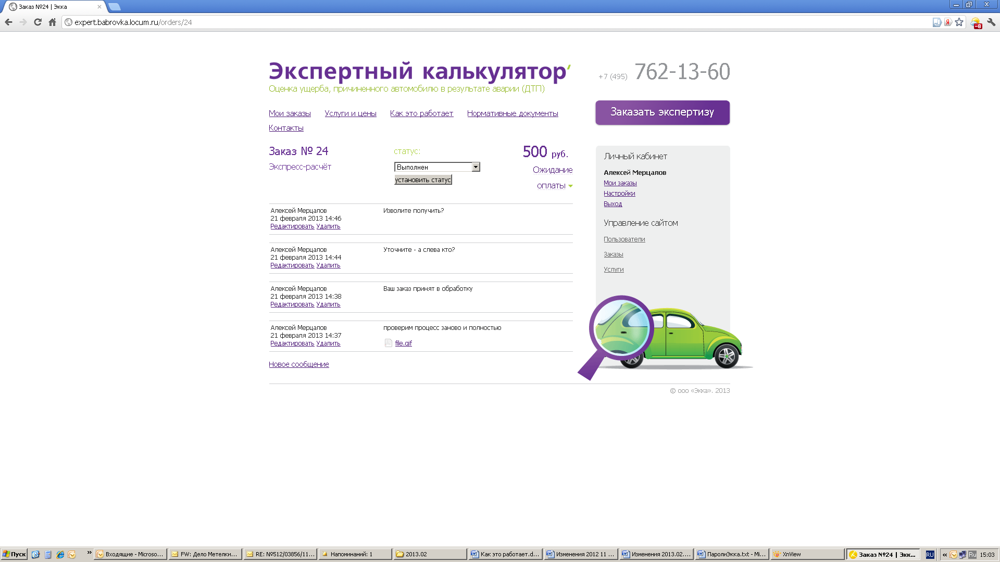 Заказ №24 | Экка
expert.babrovka.locum.ru/orders/24
-8
Экспертный калькулятор
Оценка ущерба, причиненного автомобилю в результате аварии (ДТП)
+7 (495) 762-13-60
Мои заказы Услуги и цены Как это работает Нормативные документы
Контакты
Заказать экспертизу
Заказ № 24
Экспресс-расчёт
статус:
Выполнен
установить статус
500 руб.
Ожидание
оплаты
Алексей Мерцалов
21 февраля 2013 14:46
Редактировать Удалить
Изволите получить?
Алексей Мерцалов
21 февраля 2013 14:44
Редактировать Удалить
Уточните - а слева кто?
Алексей Мерцалов
21 февраля 2013 14:38
Редактировать Удалить
Ваш заказ принят в обработку
Алексей Мерцалов
21 февраля 2013 14:37
Редактировать Удалить
проверим процесс заново и полностью
file.gif
Новое сообщение
Личный кабинет
Алексей Мерцалов
Мои заказы
Настройки
Выход
Управление сайтом
Пользователи
Заказы
Услуги
© ооо «Экка». 2013
Пуск
Входящие - Microso...
FW: Дело Метелки...
RE: №512/03856/11...
Напоминаний: 1
2013.02
Как это работает.d...
Изменения 2012 11 ...
Изменения 2013.02....
ПаролиЭкка.txt - Mi...
XnView
Заказ №24 | Экк...
RU
«
Ru
15:03